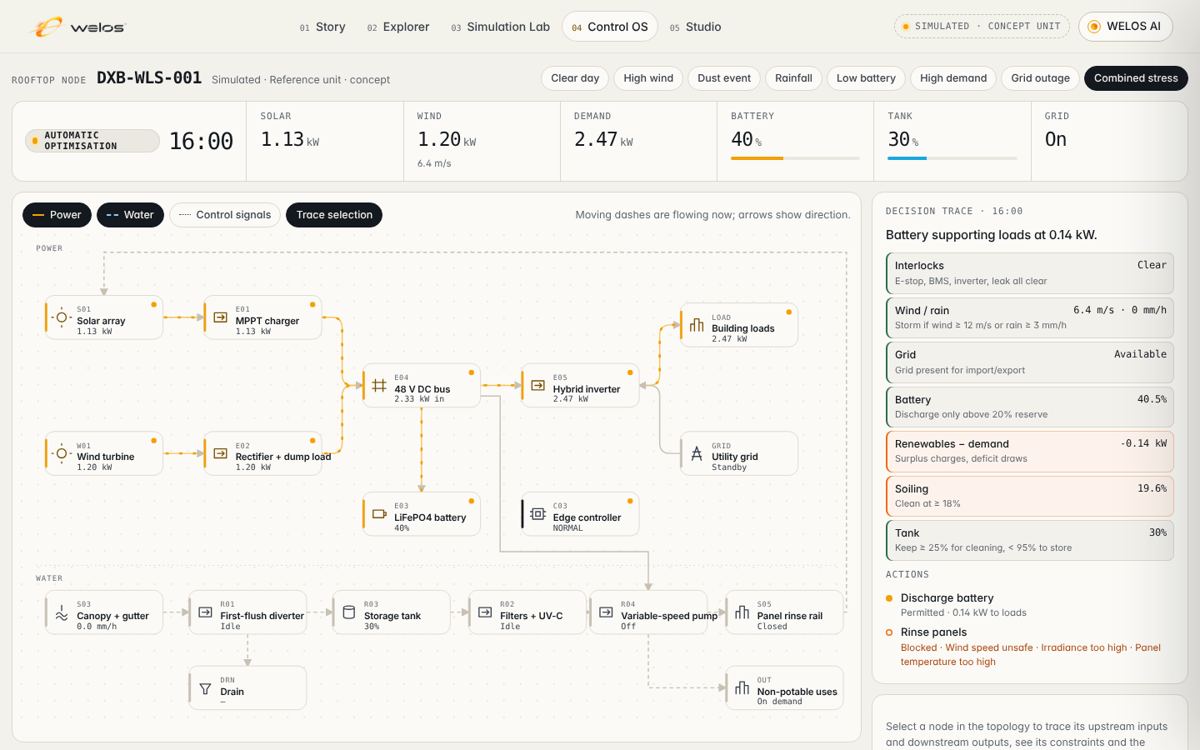 welos
01 Story
02 Explorer
03 Simulation Lab
04 Control OS
05 Studio
SIMULATED · CONCEPT UNIT
WELOS AI
ROOFTOP NODE DXB-WLS-001 Simulated · Reference unit · concept
Clear day
High wind
Dust event
Rainfall
Low battery
High demand
Grid outage
Combined stress
AUTOMATIC
OPTIMISATION
16:00
SOLAR
1.13 kW
WIND
1.20 kW
6.4 m/s
DEMAND
2.47 kW
BATTERY
40 %
TANK
30 %
GRID
On
Power
Water
Control signals
Trace selection
Moving dashes are flowing now; arrows show direction.
POWER
S01
Solar array
1.13 kW
E01
MPPT charger
1.13 kW
LOAD
Building loads
2.47 kW
E04
48 V DC bus
2.33 kW in
E05
Hybrid inverter
2.47 kW
W01
Wind turbine
1.20 kW
E02
Rectifier + dump load
1.20 kW
GRID
Utility grid
Standby
E03
LiFePO4 battery
40%
C03
Edge controller
NORMAL
WATER
S03
Canopy + gutter
0.0 mm/h
R01
First-flush diverter
Idle
R03
Storage tank
30%
R02
Filters + UV-C
Idle
R04
Variable-speed pump
Off
S05
Panel rinse rail
Closed
DRN
Drain
–
OUT
Non-potable uses
On demand
DECISION TRACE · 16:00
Battery supporting loads at 0.14 kW.
Interlocks Clear
E-stop, BMS, inverter, leak all clear
Wind / rain 6.4 m/s · 0 mm/h
Storm if wind ≥ 12 m/s or rain ≥ 3 mm/h
Grid Available
Grid present for import/export
Battery 40.5%
Discharge only above 20% reserve
Renewables − demand -0.14 kW
Surplus charges, deficit draws
Soiling 19.6%
Clean at ≥ 18%
Tank 30%
Keep ≥ 25% for cleaning, < 95% to store
ACTIONS
Discharge battery
Permitted · 0.14 kW to loads
Rinse panels
Blocked · Wind speed unsafe · Irradiance too high · Panel
temperature too high
Select a node in the topology to trace its upstream inputs
and downstream outputs, see its constraints and the